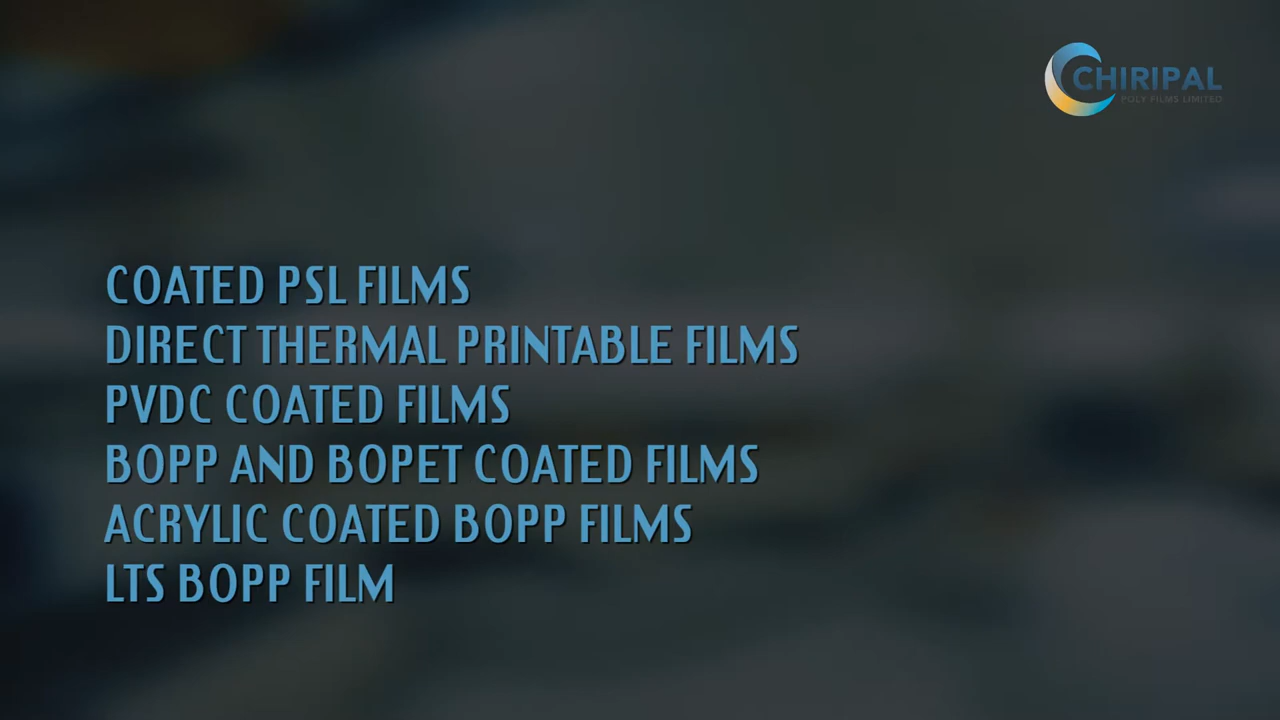 CHIRIPAL
POLY FILMS LIMITED
COATED PSL FILMS
DIRECT THERMAL PRINTABLE FILMS
PVDC COATED FILMS
BOPP AND BOPET COATED FILMS
ACRYLIC COATED BOPP FILMS
LTS BOPP FILM